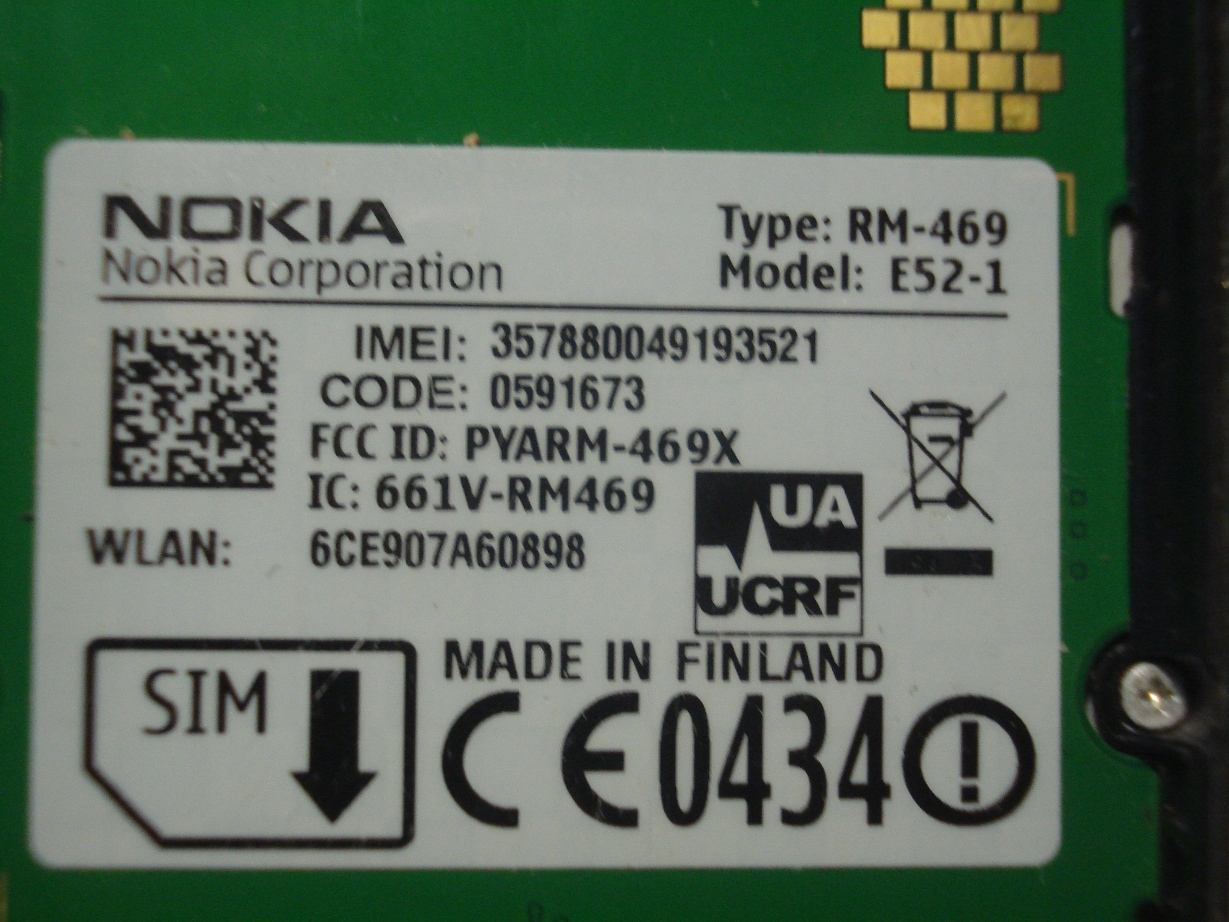 NOKIA
Nokia Corporation
Type: RM-469
Model: E52-1
IMEI: 357880049193521
CODE: 0591673
FCC ID: PYARM-469X
IC: 661V-RM469
WLAN: 6CE907A60898
UA
UCRF
SIM
MADE IN FINLAND
CE0434
!